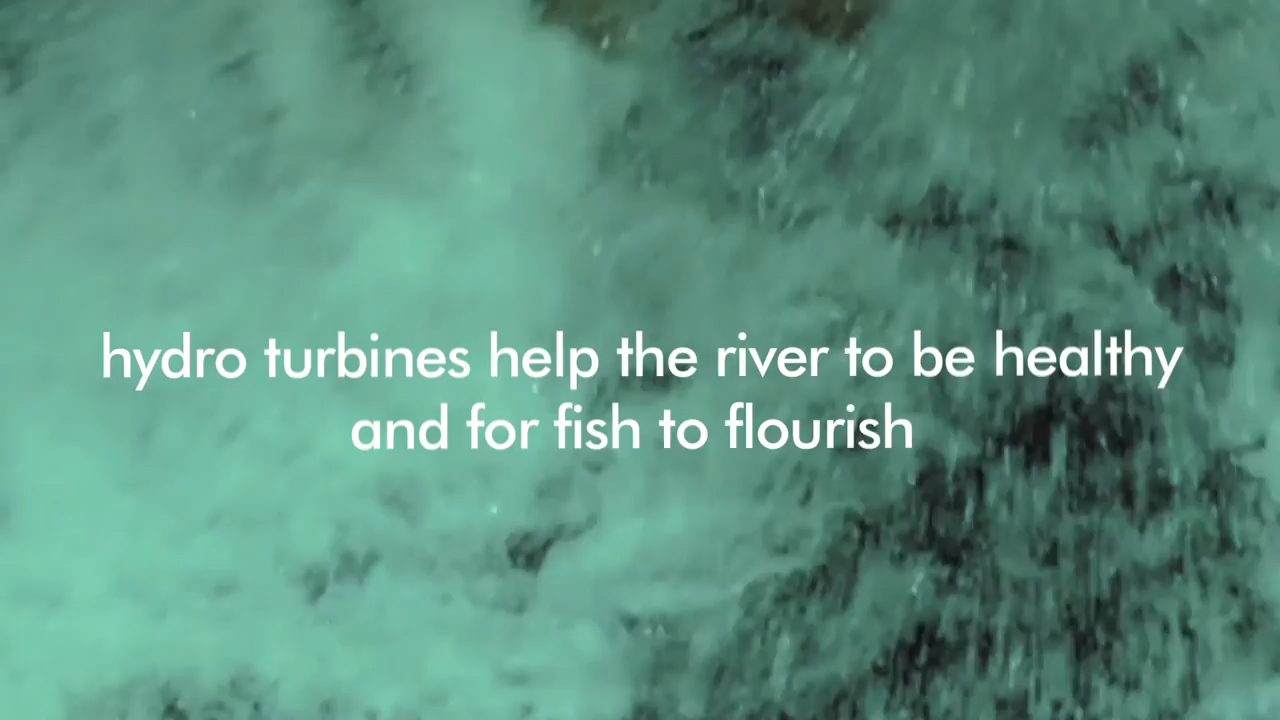 hydro turbines help the river to be healthy
and for fish to flourish